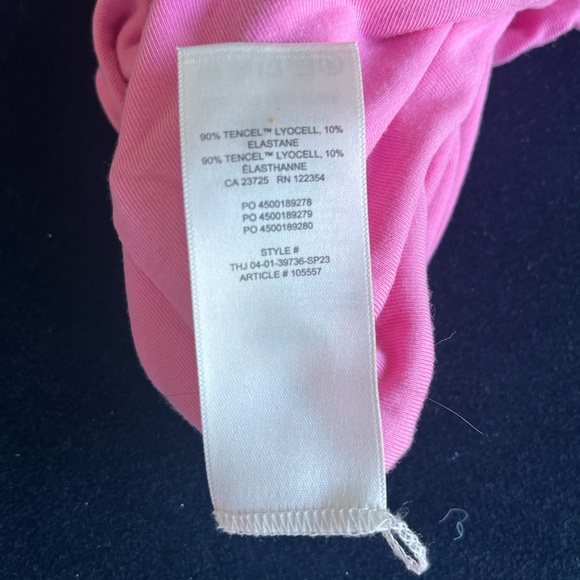 90% TENCEL™ LYOCELL, 10%
ELASTANE
90% TENCEL™ LYOCELL, 10%
ÉLASTHANNE
CA 23725 RN 122354
PO 4500189278
PO 4500189279
PO 4500189280
STYLE #
THJ 04-01-39736-SP23
ARTICLE # 105557